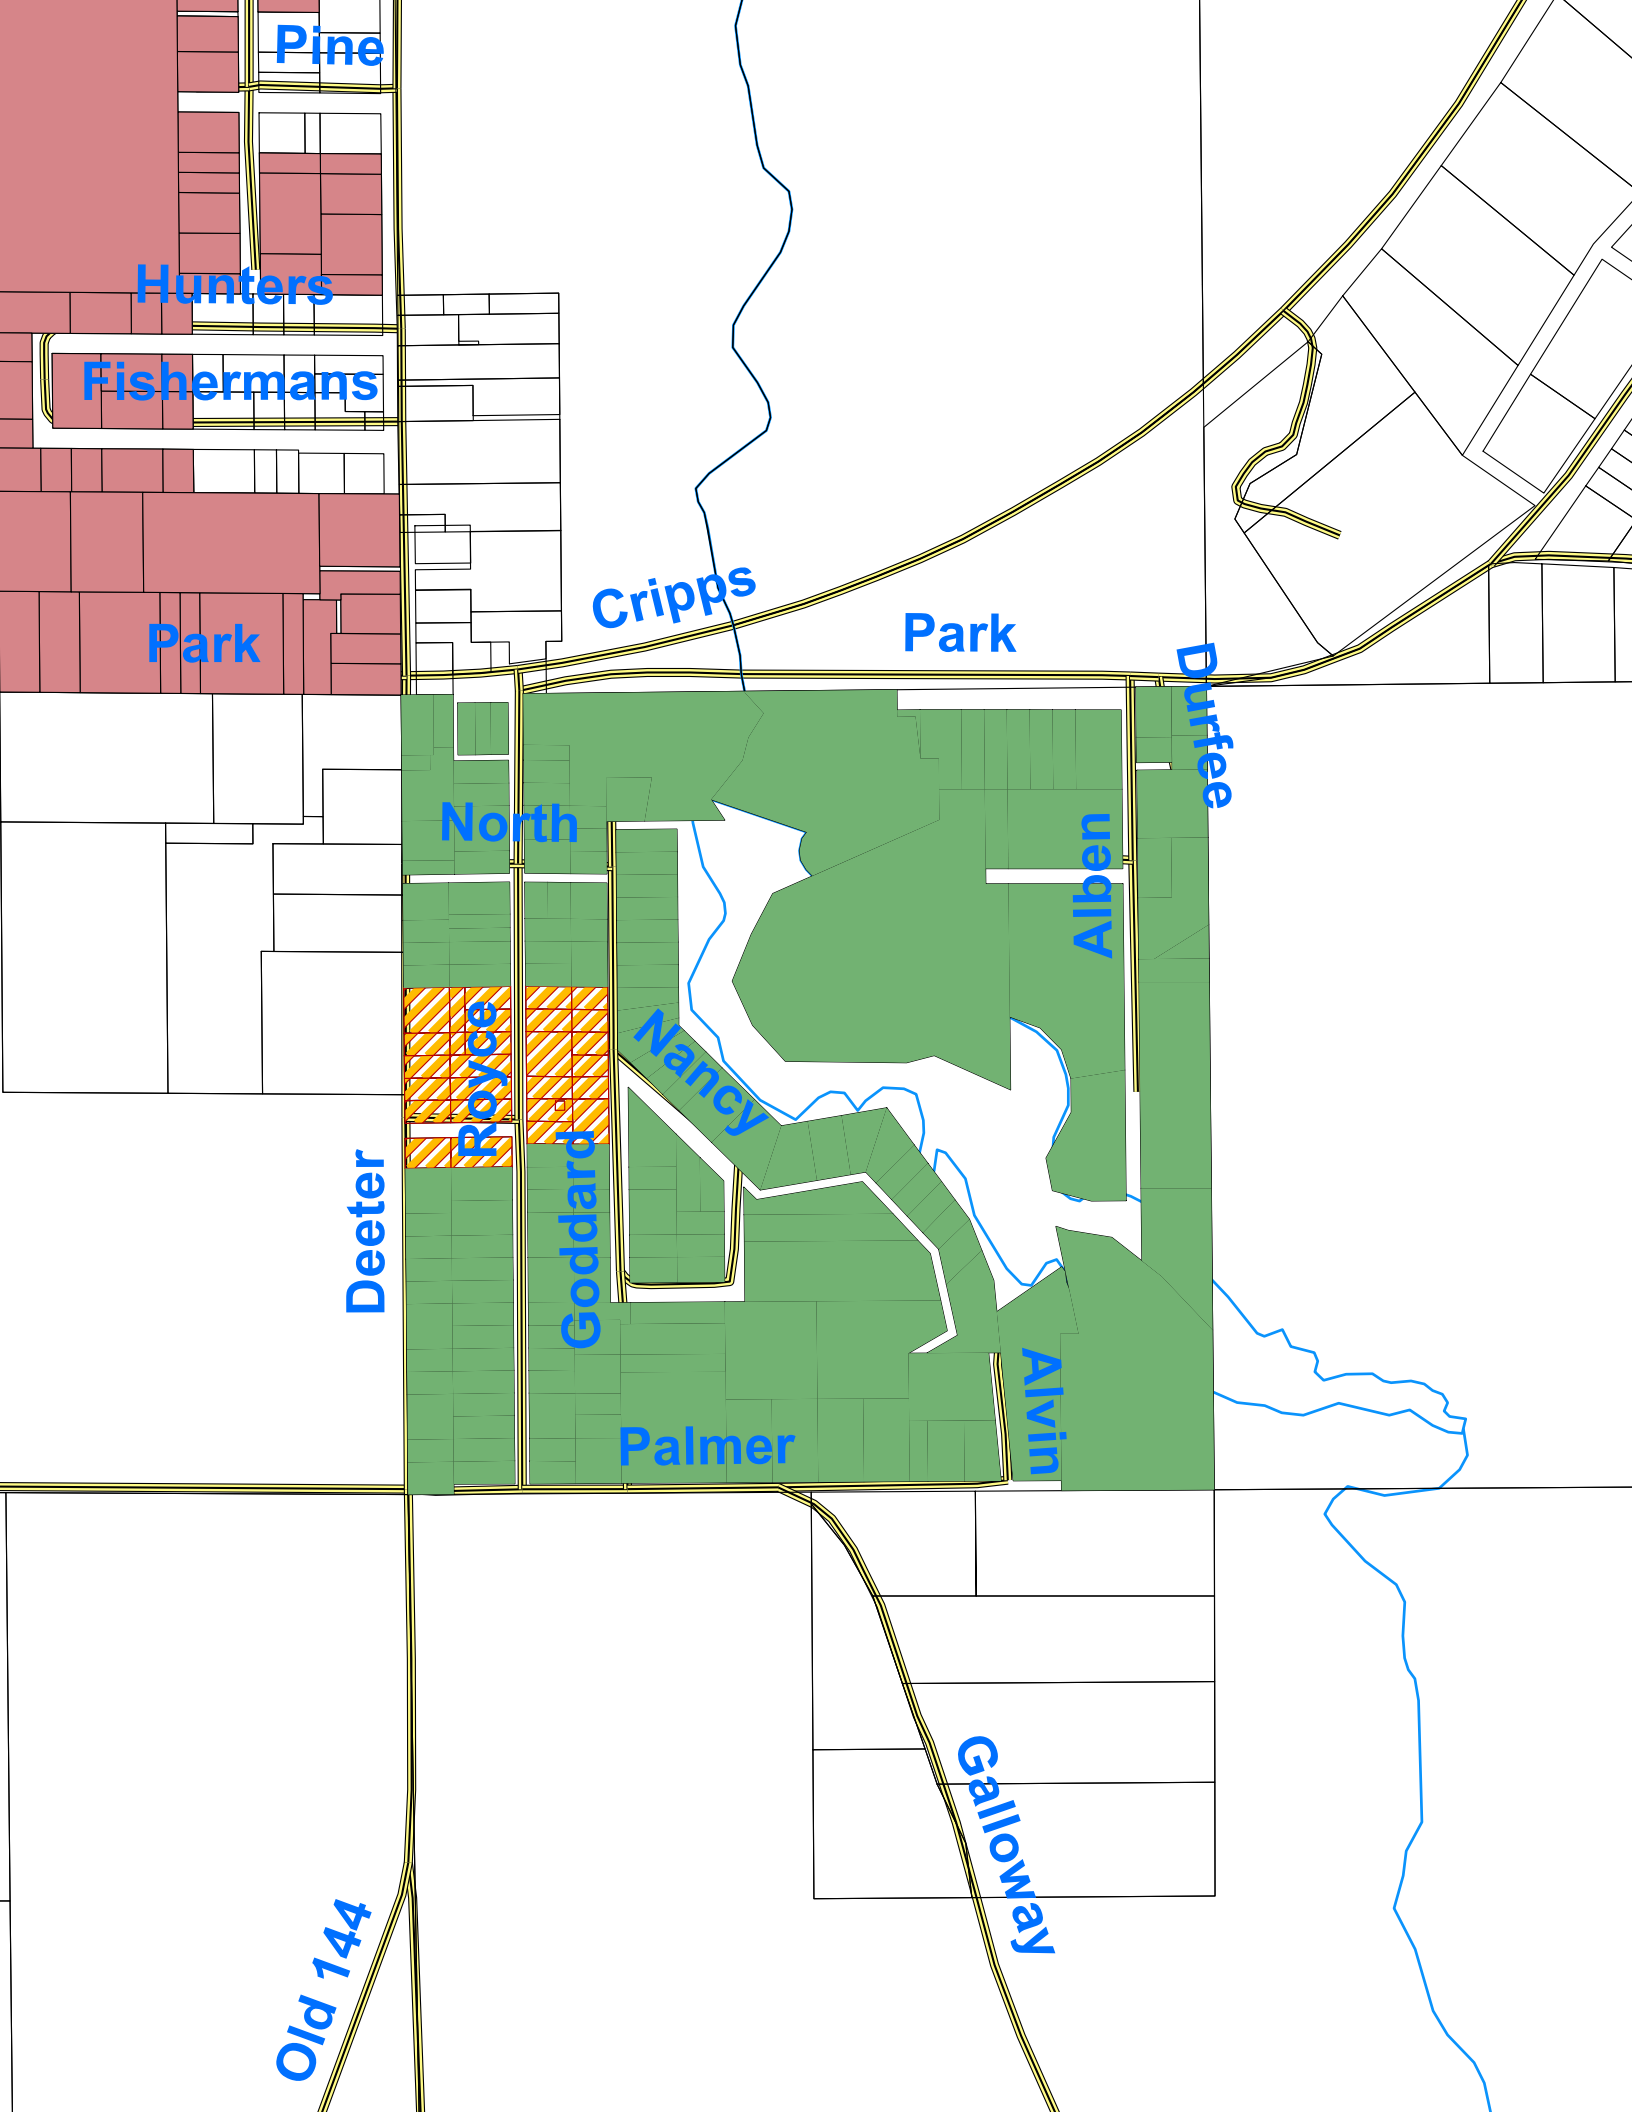 Pine
Hunters
Fishermans
Cripps
Park
Park
Durfee
North
Alben
Royce
Nancy
Deeter
Goddard
Alvin
Palmer
Galloway
Old 144